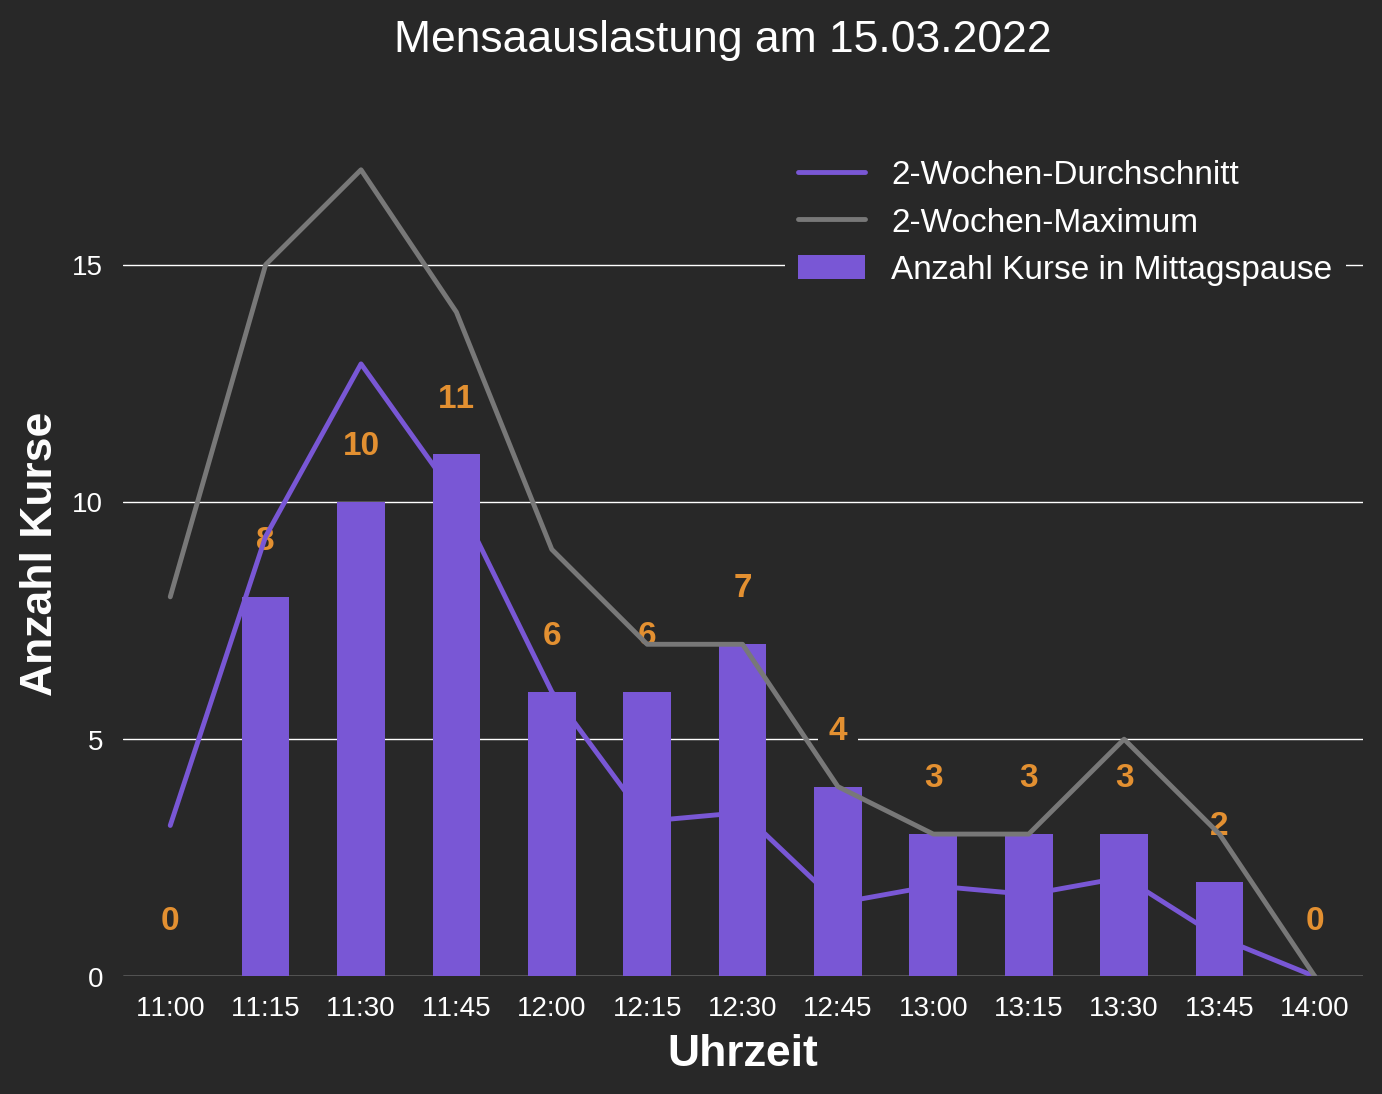 Mensaauslastung am 15.03.2022
2-Wochen-Durchschnitt
2-Wochen-Maximum
Anzahl Kurse in Mittagspause
Anzahl Kurse
15
10
5
0
0
8
10
11
6
6
7
4
3
3
3
2
0
11:00 11:15 11:30 11:45 12:00 12:15 12:30 12:45 13:00 13:15 13:30 13:45 14:00
Uhrzeit